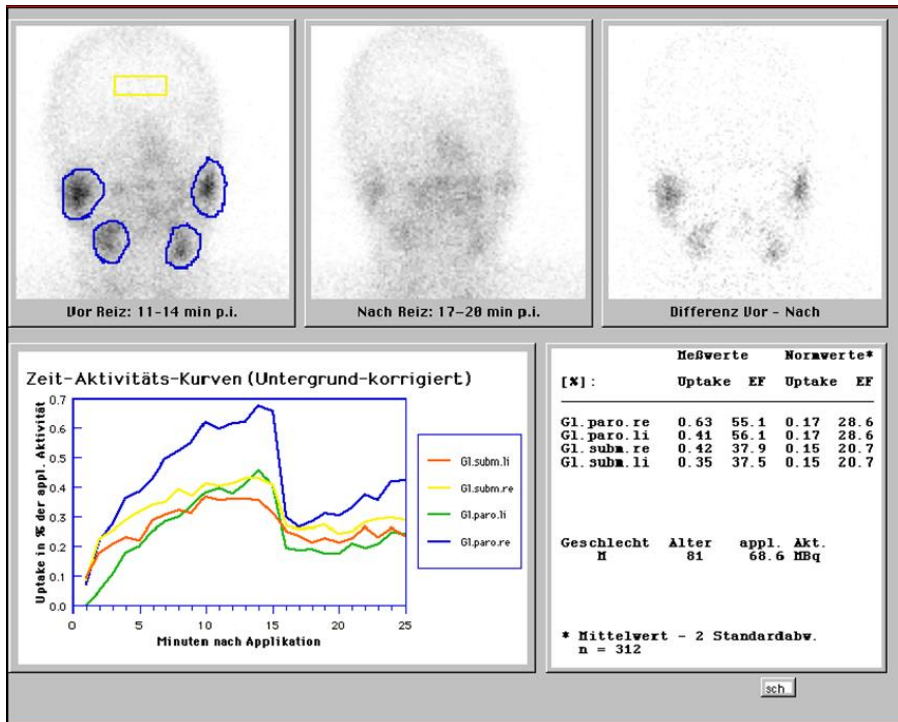 Vor Reiz: 11-14 min p.i.
Nach Reiz: 17-20 min p.i.
Differenz Vor - Nach
Zeit-Aktivitäts-Kurven (Untergrund-korrigiert)
Uptake in % der appl. Aktivität
0.7
0.6
0.5
0.4
0.3
0.2
0.1
0.0
0 5 10 15 20 25
Minuten nach Applikation
Gl.subm.li
Gl.subm.re
Gl.paro.li
Gl.paro.re
Meßwerte Normwerte*
[%]: Uptake EF Uptake EF
Gl.paro.re 0.63 55.1 0.17 28.6
Gl.paro.li 0.41 56.1 0.17 28.6
Gl.subm.re 0.42 37.9 0.15 20.7
Gl.subm.li 0.35 37.5 0.15 20.7
Geschlecht Alter appl. Akt.
M 81 68.6 MBq
* Mittelwert - 2 Standardabw.
n = 312
sch